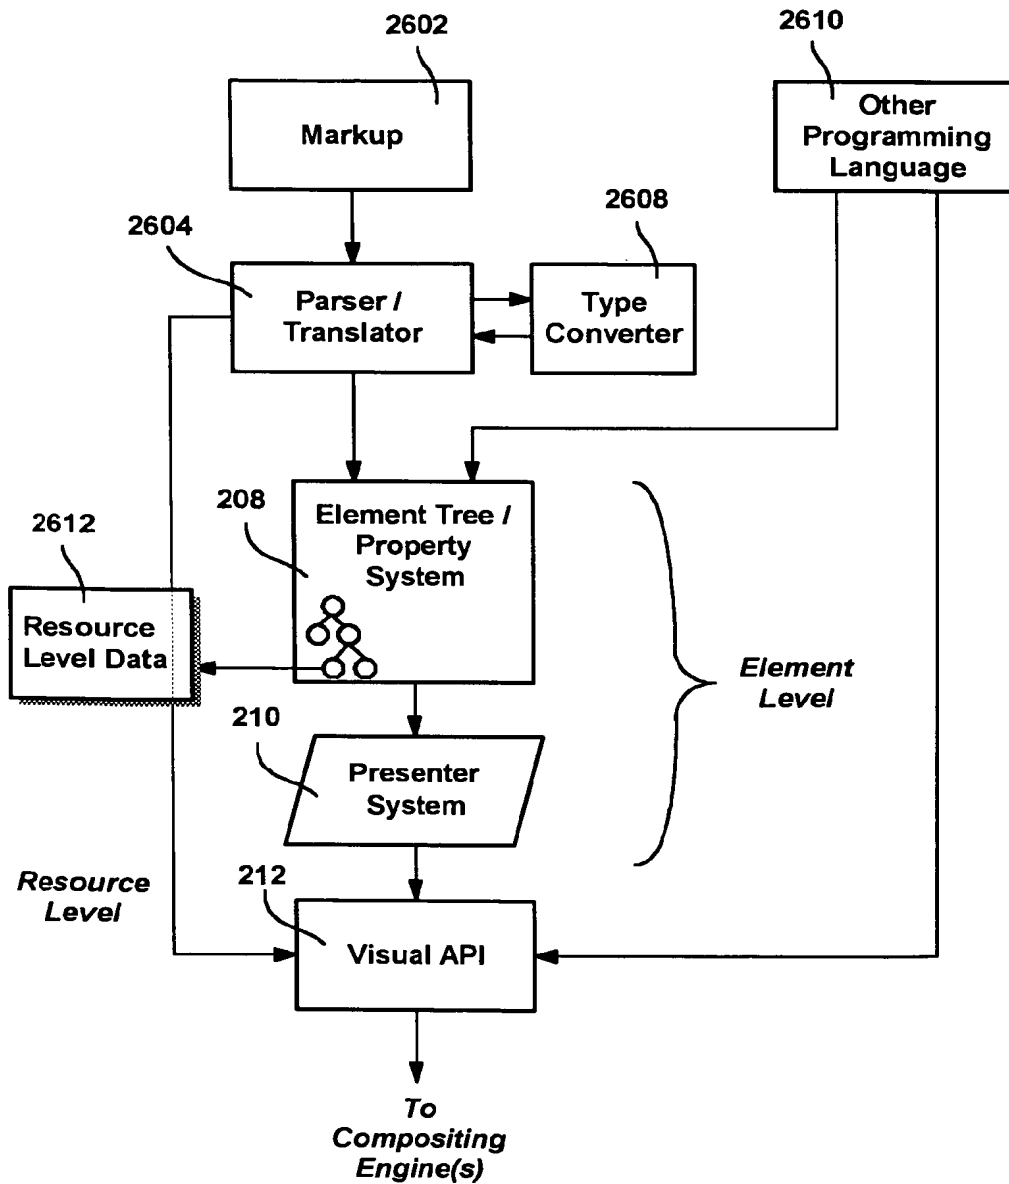 2602
2610
Markup
Other
Programming
Language
2604
2608
Parser /
Translator
Type
Converter
208
Element Tree /
Property
System
2612
Resource
Level Data
Element
Level
210
Presenter
System
Resource
Level
212
Visual API
To
Compositing
Engine(s)